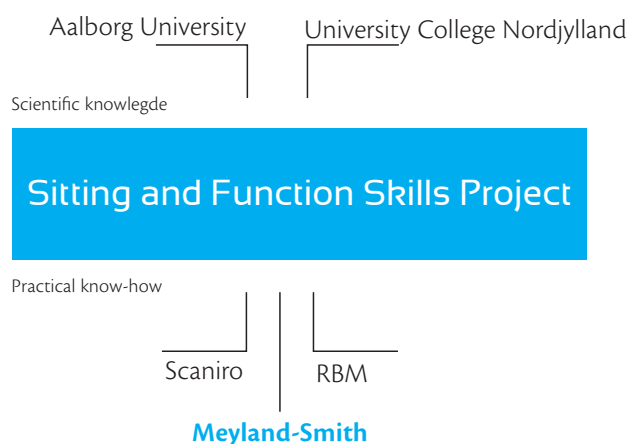 Aalborg University
University College Nordjylland
Scientific knowlegde
Sitting and Function Skills Project
Practical know-how
Scaniro
RBM
Meyland-Smith